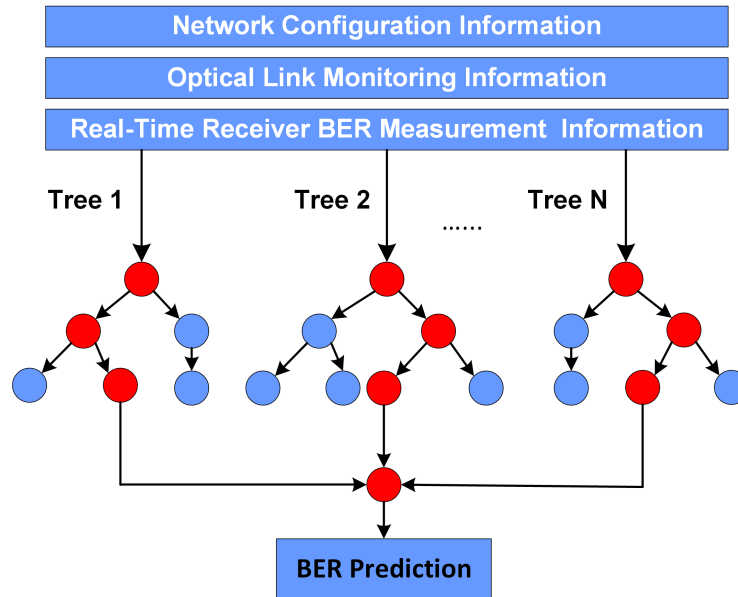 Network Configuration Information
Optical Link Monitoring Information
Real-Time Receiver BER Measurement Information
Tree 1
Tree 2
......
Tree N
BER Prediction